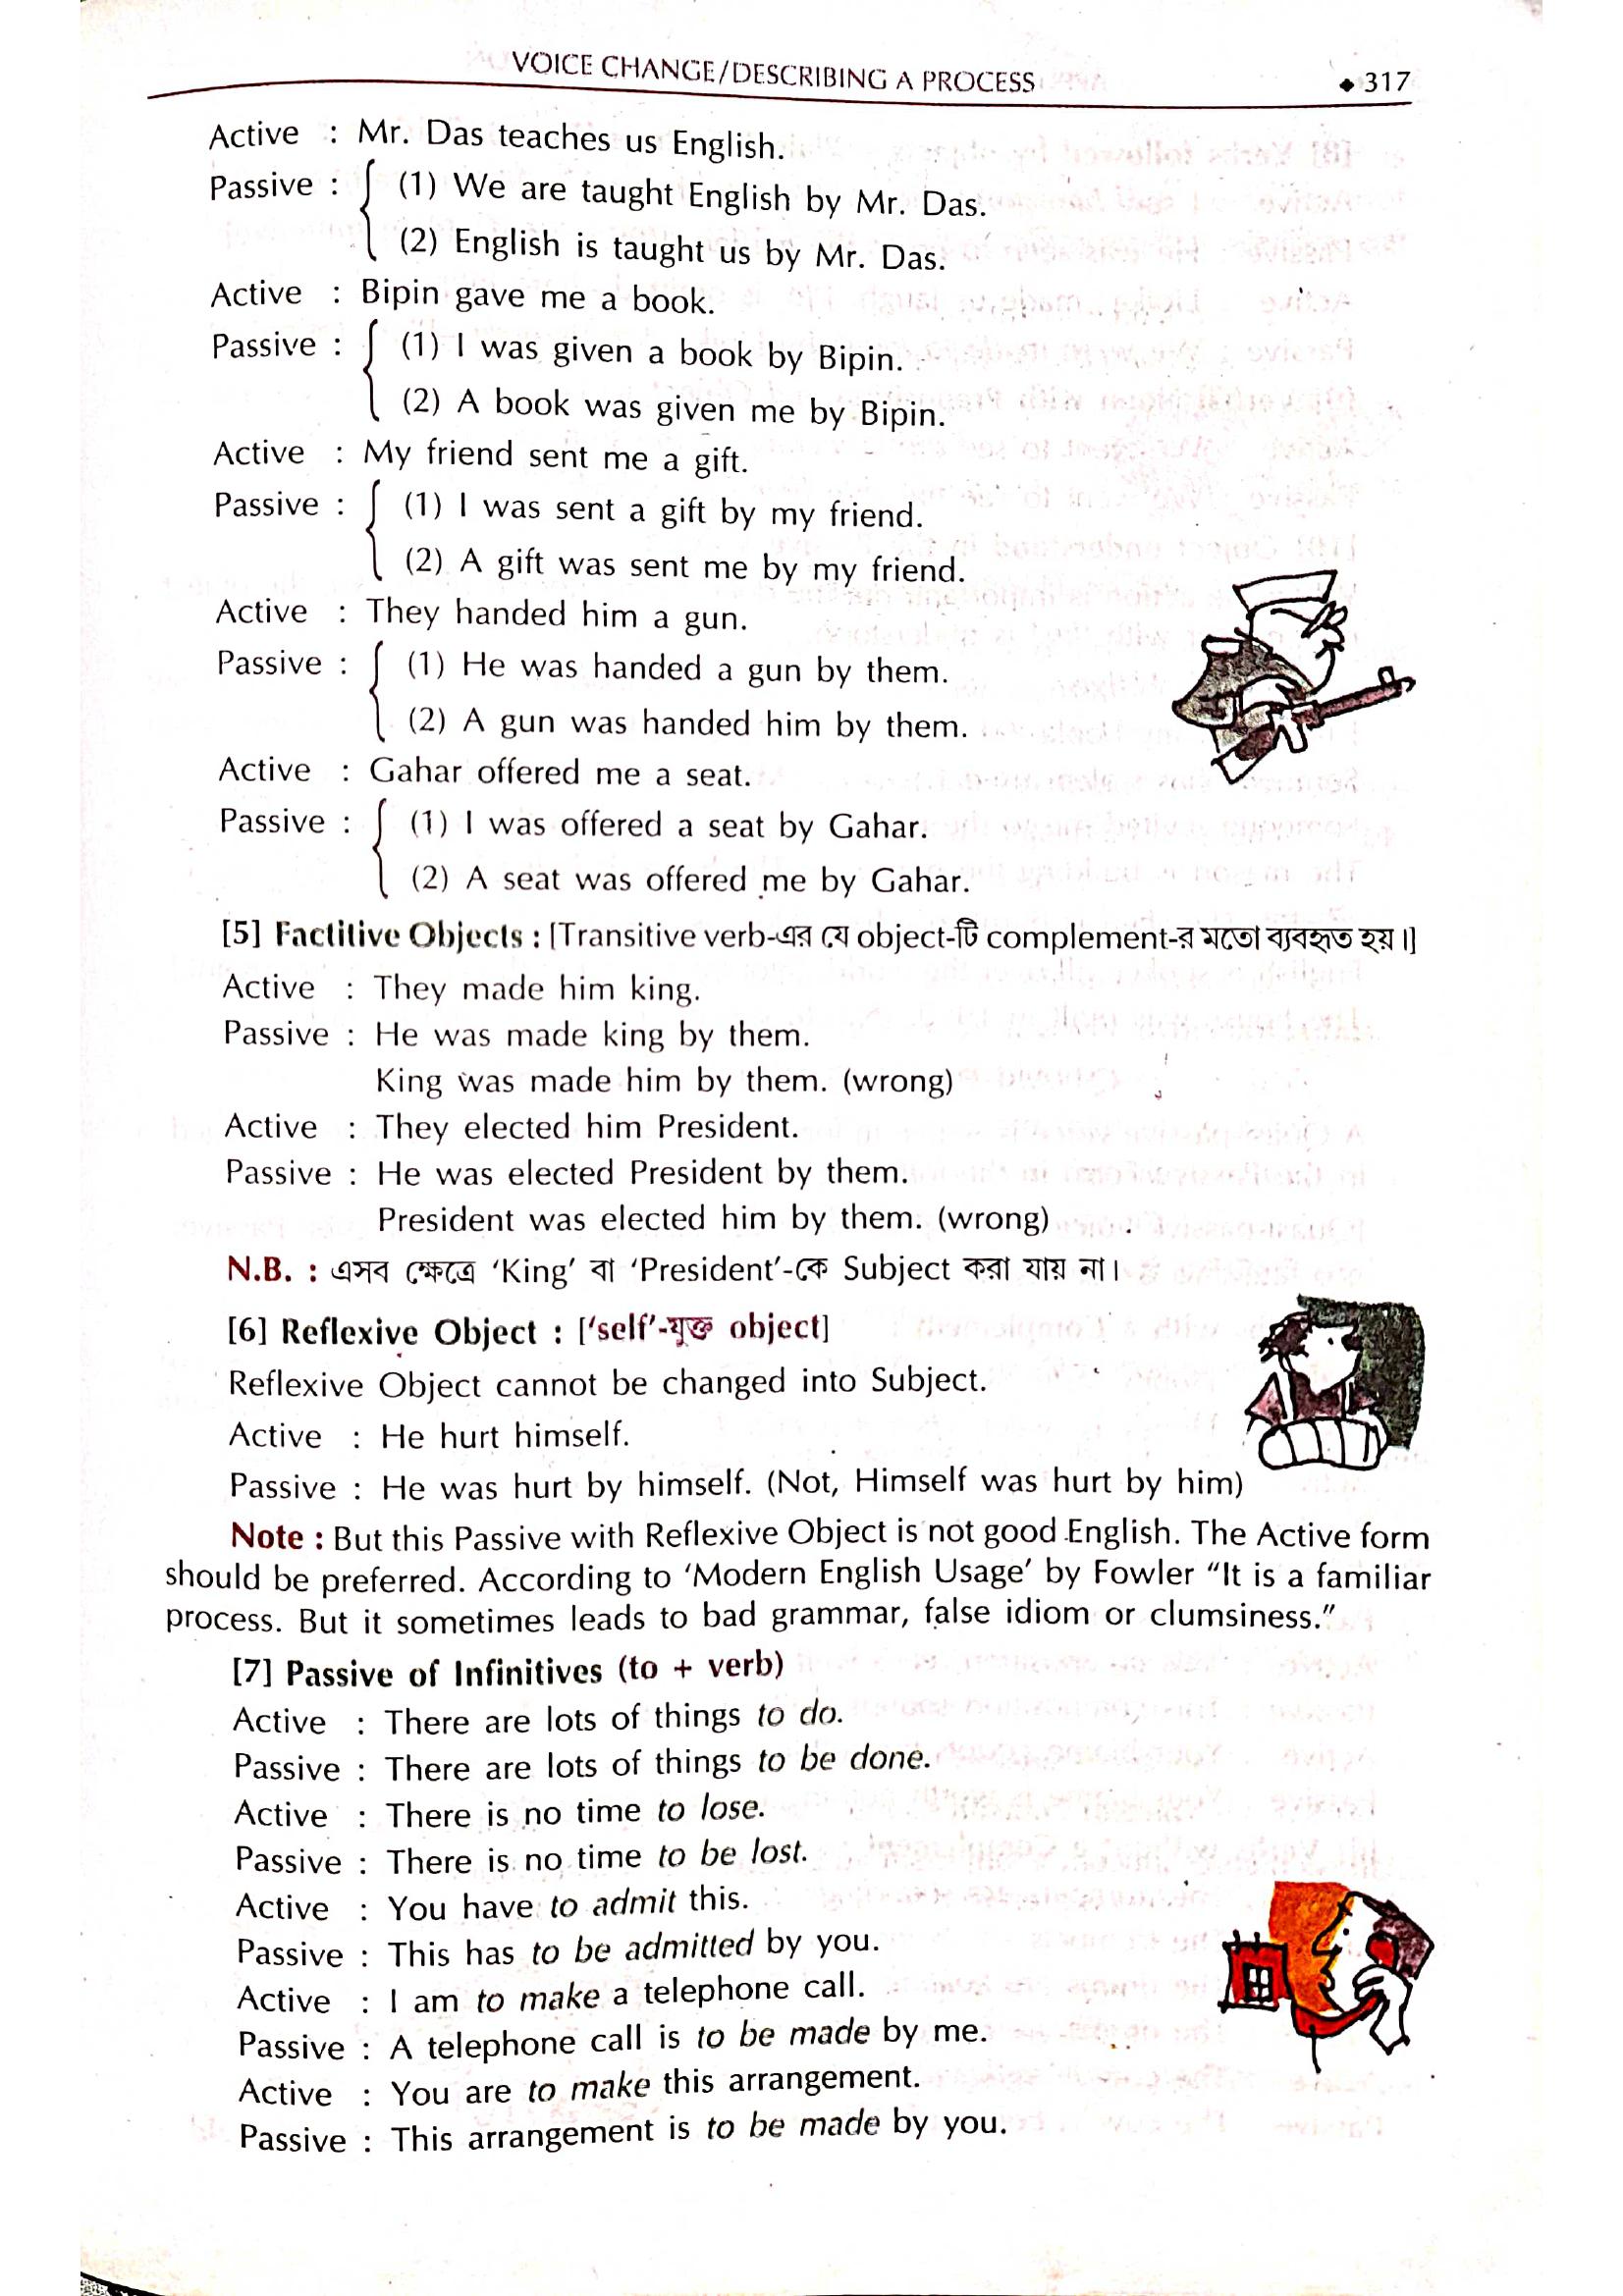 VOICE CHANGE/DESCRIBING A PROCESS ◆ 317
Active : Mr. Das teaches us English.
Passive : { (1) We are taught English by Mr. Das.
(2) English is taught us by Mr. Das.
Active : Bipin gave me a book.
Passive : { (1) I was given a book by Bipin.
(2) A book was given me by Bipin.
Active : My friend sent me a gift.
Passive : { (1) I was sent a gift by my friend.
(2) A gift was sent me by my friend.
Active : They handed him a gun.
Passive : { (1) He was handed a gun by them.
(2) A gun was handed him by them.
Active : Gahar offered me a seat.
Passive : { (1) I was offered a seat by Gahar.
(2) A seat was offered me by Gahar.
[5] Factitive Objects : [Transitive verb-এর যে object-টি complement-র মতো ব্যবহৃত হয়।]
Active : They made him king.
Passive : He was made king by them.
King was made him by them. (wrong)
Active : They elected him President.
Passive : He was elected President by them.
President was elected him by them. (wrong)
N.B. : এসব ক্ষেত্রে ‘King’ বা ‘President’-কে Subject করা যায় না।
[6] Reflexive Object : [‘self’-যুক্ত object]
Reflexive Object cannot be changed into Subject.
Active : He hurt himself.
Passive : He was hurt by himself. (Not, Himself was hurt by him)
Note : But this Passive with Reflexive Object is not good English. The Active form
should be preferred. According to ‘Modern English Usage’ by Fowler “It is a familiar
process. But it sometimes leads to bad grammar, false idiom or clumsiness.”
[7] Passive of Infinitives (to + verb)
Active : There are lots of things to do.
Passive : There are lots of things to be done.
Active : There is no time to lose.
Passive : There is no time to be lost.
Active : You have to admit this.
Passive : This has to be admitted by you.
Active : I am to make a telephone call.
Passive : A telephone call is to be made by me.
Active : You are to make this arrangement.
Passive : This arrangement is to be made by you.